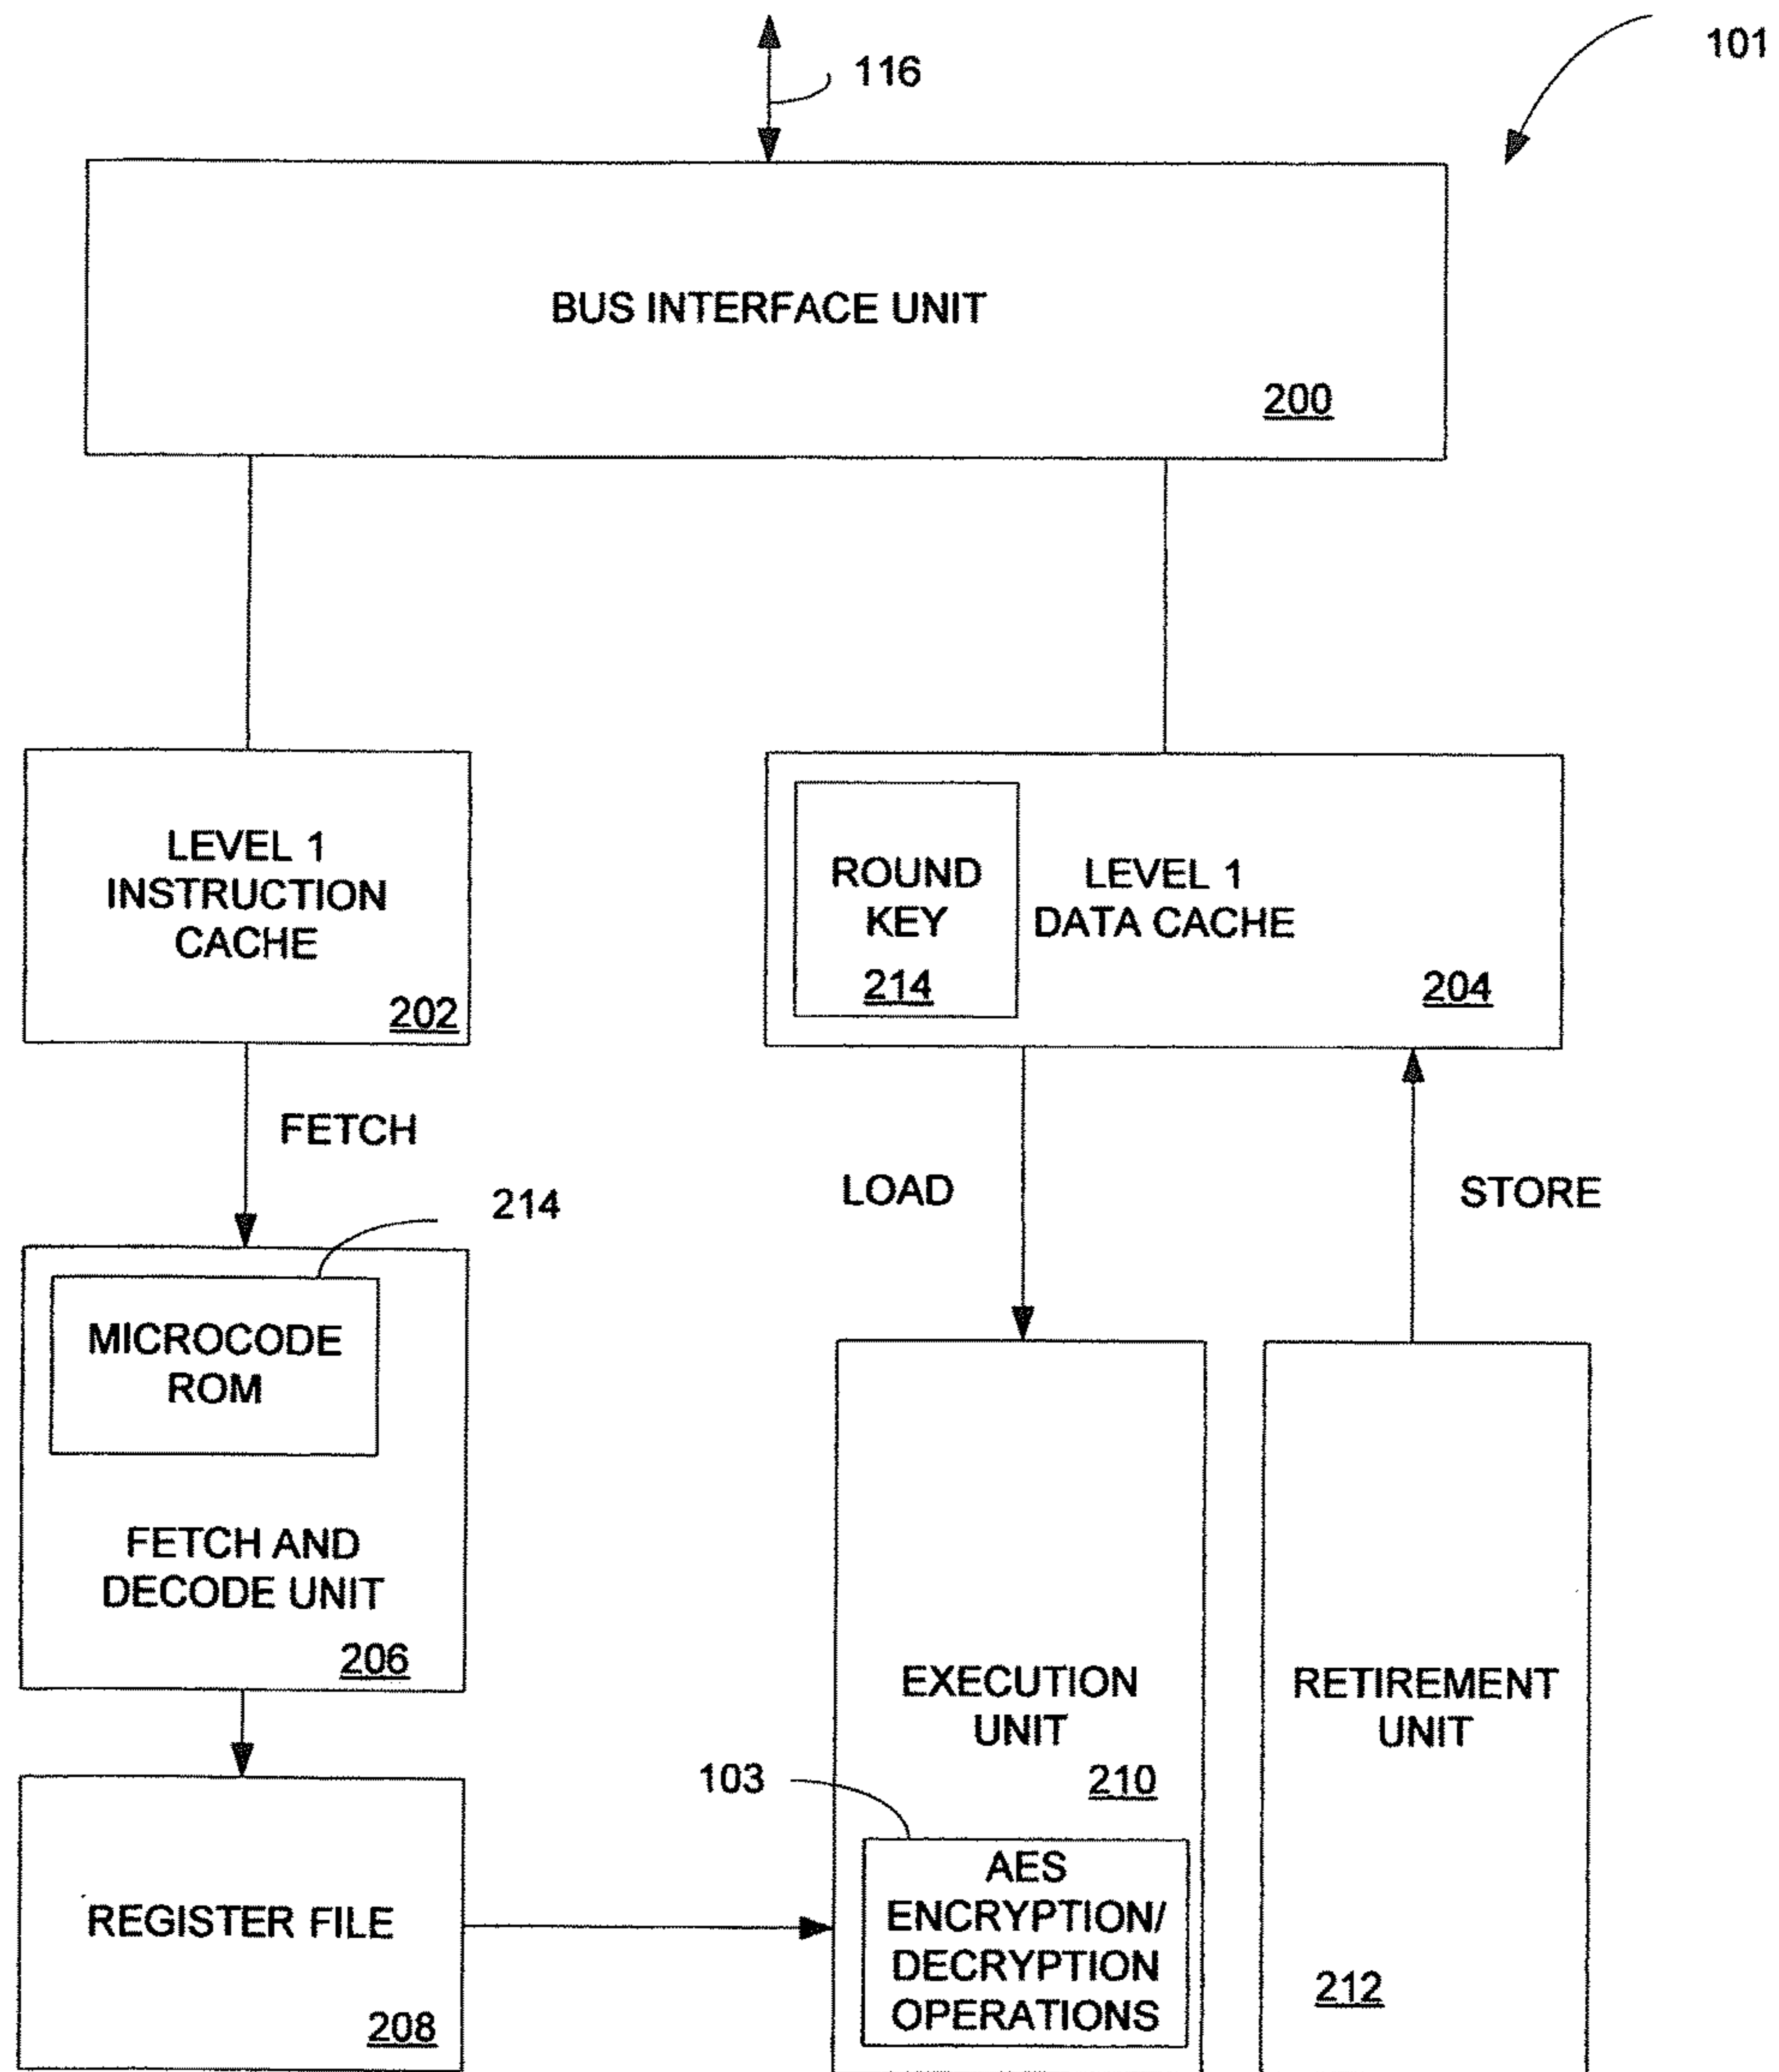 101
116
BUS INTERFACE UNIT
200
LEVEL 1
INSTRUCTION
CACHE
202
ROUND
KEY
214
LEVEL 1
DATA CACHE
204
FETCH
LOAD
STORE
214
MICROCODE
ROM
FETCH AND
DECODE UNIT
206
EXECUTION
UNIT
210
RETIREMENT
UNIT
212
103
AES
ENCRYPTION/
DECRYPTION
OPERATIONS
REGISTER FILE
208